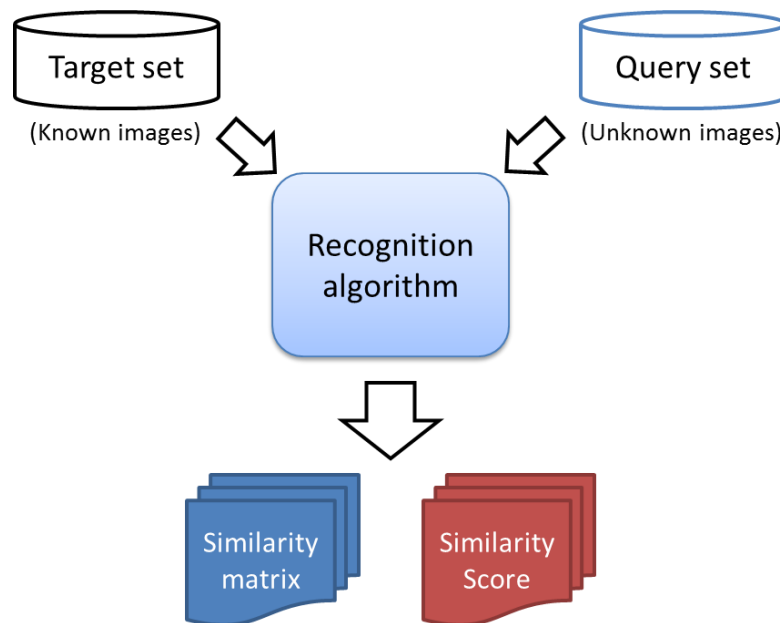 Target set
Query set
(Known images)
(Unknown images)
Recognition
algorithm
Similarity
matrix
Similarity
Score